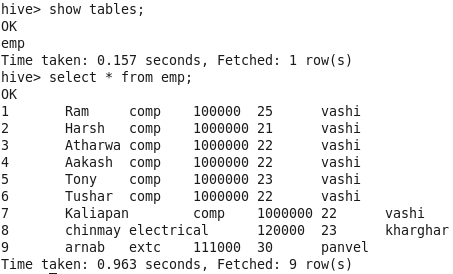 hive> show tables;
OK
emp
Time taken: 0.157 seconds, Fetched: 1 row(s)
hive> select * from emp;
OK
1 Ram comp 100000 25 vashi
2 Harsh comp 1000000 21 vashi
3 Atharwa comp 1000000 22 vashi
4 Aakash comp 1000000 22 vashi
5 Tony comp 1000000 23 vashi
6 Tushar comp 1000000 22 vashi
7 Kaliapan comp 1000000 22 vashi
8 chinmay electrical 120000 23 kharghar
9 arnab extc 111000 30 panvel
Time taken: 0.963 seconds, Fetched: 9 row(s)